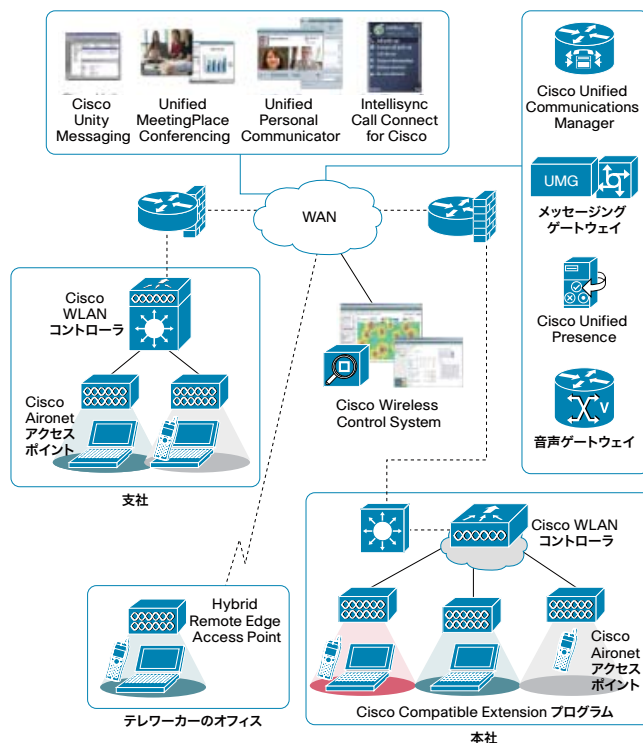 Cisco
Unity
Messaging
Unified
MeetingPlace
Conferencing
Unified
Personal
Communicator
Intellisync
Call Connect
for Cisco
Cisco Unified
Communications
Manager
UMG
メッセージング
ゲートウェイ
Cisco Unified
Presence
V
音声ゲートウェイ
WAN
Cisco
WLAN
コントローラ
Cisco
Aironet
アクセス
ポイント
支社
Cisco Wireless
Control System
Hybrid
Remote Edge
Access Point
テレワーカーのオフィス
Cisco WLAN
コントローラ
Cisco
Aironet
アクセス
ポイント
Cisco Compatible Extension プログラム
本社